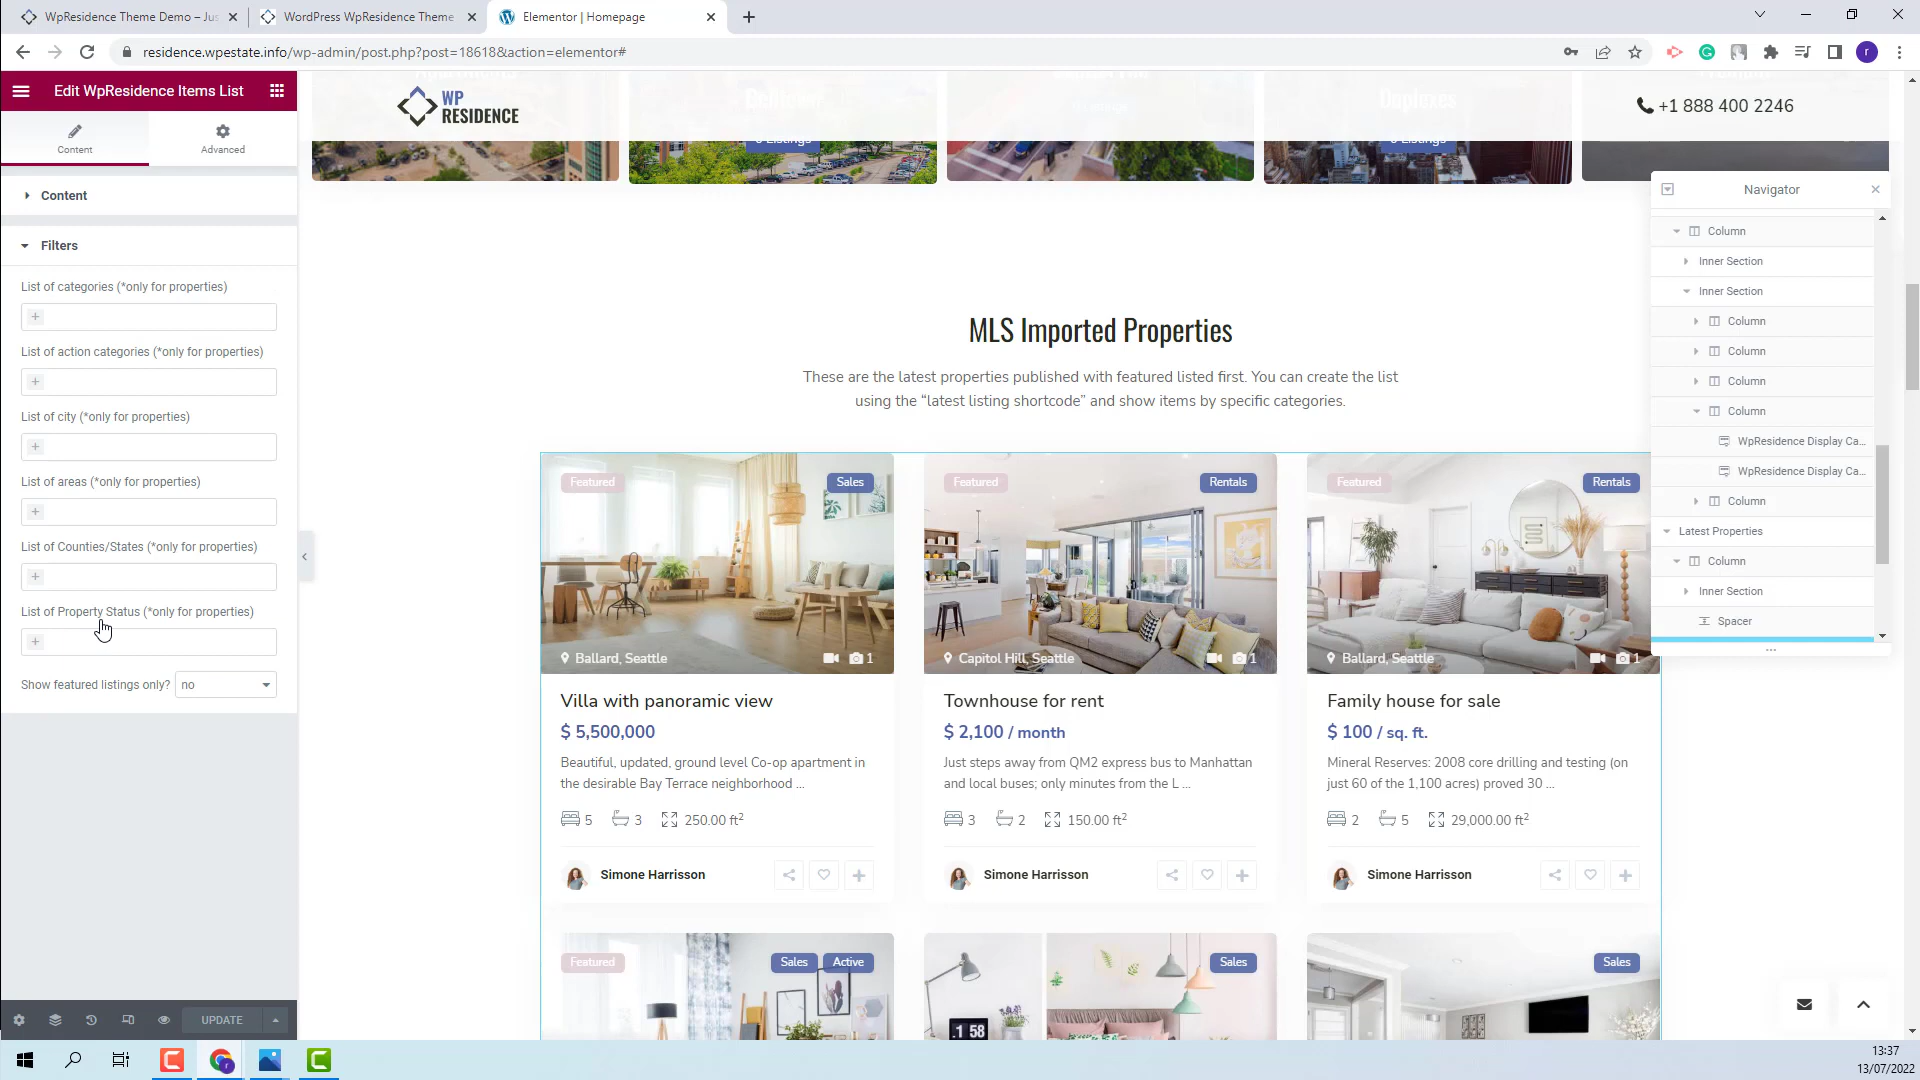 WpResidence Theme Demo – Jus
WordPress WpResidence Theme
Elementor | Homepage
residence.wpestate.info/wp-admin/post.php?post=18618&action=elementor#
Edit WpResidence Items List
Content
Advanced
Content
Filters
List of categories (*only for properties)
List of action categories (*only for properties)
List of city (*only for properties)
List of areas (*only for properties)
List of Counties/States (*only for properties)
List of Property Status (*only for properties)
Show featured listings only? no
UPDATE
WP
RESIDENCE
Duplexes
+1 888 400 2246
MLS Imported Properties
These are the latest properties published with featured listed first. You can create the list
using the “latest listing shortcode” and show items by specific categories.
Featured
Sales
Ballard, Seattle
1
Villa with panoramic view
$ 5,500,000
Beautiful, updated, ground level Co-op apartment in
the desirable Bay Terrace neighborhood ...
5 3 250.00 ft²
Simone Harrisson
Featured
Rentals
Capitol Hill, Seattle
1
Townhouse for rent
$ 2,100 / month
Just steps away from QM2 express bus to Manhattan
and local buses; only minutes from the L ...
3 2 150.00 ft²
Simone Harrisson
Featured
Rentals
Ballard, Seattle
1
Family house for sale
$ 100 / sq. ft.
Mineral Reserves: 2008 core drilling and testing (on
just 60 of the 1,100 acres) proved 30 ...
2 5 29,000.00 ft²
Simone Harrisson
Featured
Sales
Active
Sales
Sales
Navigator
Column
Inner Section
Inner Section
Column
Column
Column
Column
WpResidence Display Ca...
WpResidence Display Ca...
Column
Latest Properties
Column
Inner Section
Spacer
13:37
13/07/2022